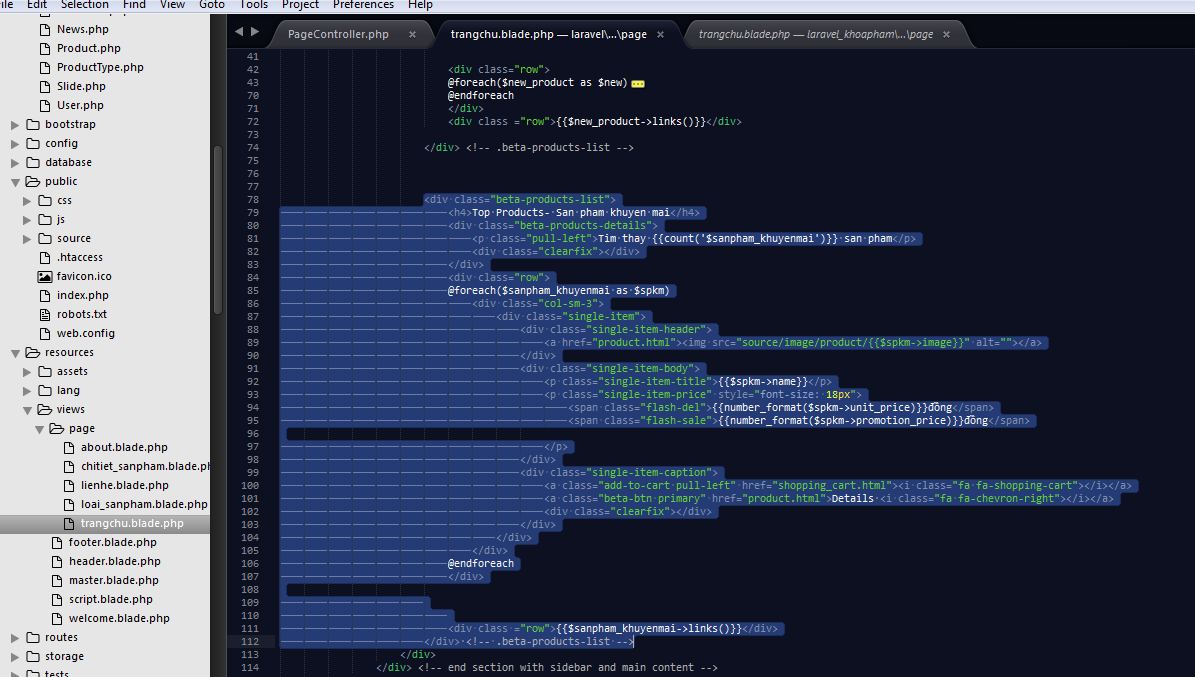 File Edit Selection Find View Goto Tools Project Preferences Help
News.php
Product.php
ProductType.php
Slide.php
User.php
bootstrap
config
database
public
css
js
source
.htaccess
favicon.ico
index.php
robots.txt
web.config
resources
assets
lang
views
page
about.blade.php
chitiet_sanpham.blade.ph
lienhe.blade.php
loai_sanpham.blade.php
trangchu.blade.php
footer.blade.php
header.blade.php
master.blade.php
script.blade.php
welcome.blade.php
routes
storage
tests
PageController.php ×
trangchu.blade.php — laravel\...\page ×
trangchu.blade.php — laravel_khoapham\...\page ×
41
42 <div class="row">
43 @foreach($new_product as $new)
70 @endforeach
71 </div>
72 <div class ="row">{{$new_product->links()}}</div>
73
74 </div> <!-- .beta-products-list -->
75
76
77
78 <div class="beta-products-list">
79 <h4>Top Products- San pham khuyen mai</h4>
80 <div class="beta-products-details">
81 <p class="pull-left">Tim thay {{count('$sanpham_khuyenmai')}} san pham</p>
82 <div class="clearfix"></div>
83 </div>
84 <div class="row">
85 @foreach($sanpham_khuyenmai as $spkm)
86 <div class="col-sm-3">
87 <div class="single-item">
88 <div class="single-item-header">
89 <a href="product.html"><img src="source/image/product/{{$spkm->image}}" alt=""></a>
90 </div>
91 <div class="single-item-body">
92 <p class="single-item-title">{{$spkm->name}}</p>
93 <p class="single-item-price" style="font-size: 18px">
94 <span class="flash-del">{{number_format($spkm->unit_price)}}đồng</span>
95 <span class="flash-sale">{{number_format($spkm->promotion_price)}}đồng</span>
96
97 </p>
98 </div>
99 <div class="single-item-caption">
100 <a class="add-to-cart pull-left" href="shopping_cart.html"><i class="fa fa-shopping-cart"></i></a>
101 <a class="beta-btn primary" href="product.html">Details <i class="fa fa-chevron-right"></i></a>
102 <div class="clearfix"></div>
103 </div>
104 </div>
105 </div>
106 @endforeach
107 </div>
108
109
110
111 <div class ="row">{{$sanpham_khuyenmai->links()}}</div>
112 </div> <!-- .beta-products-list -->
113 </div>
114 </div> <!-- end section with sidebar and main content -->